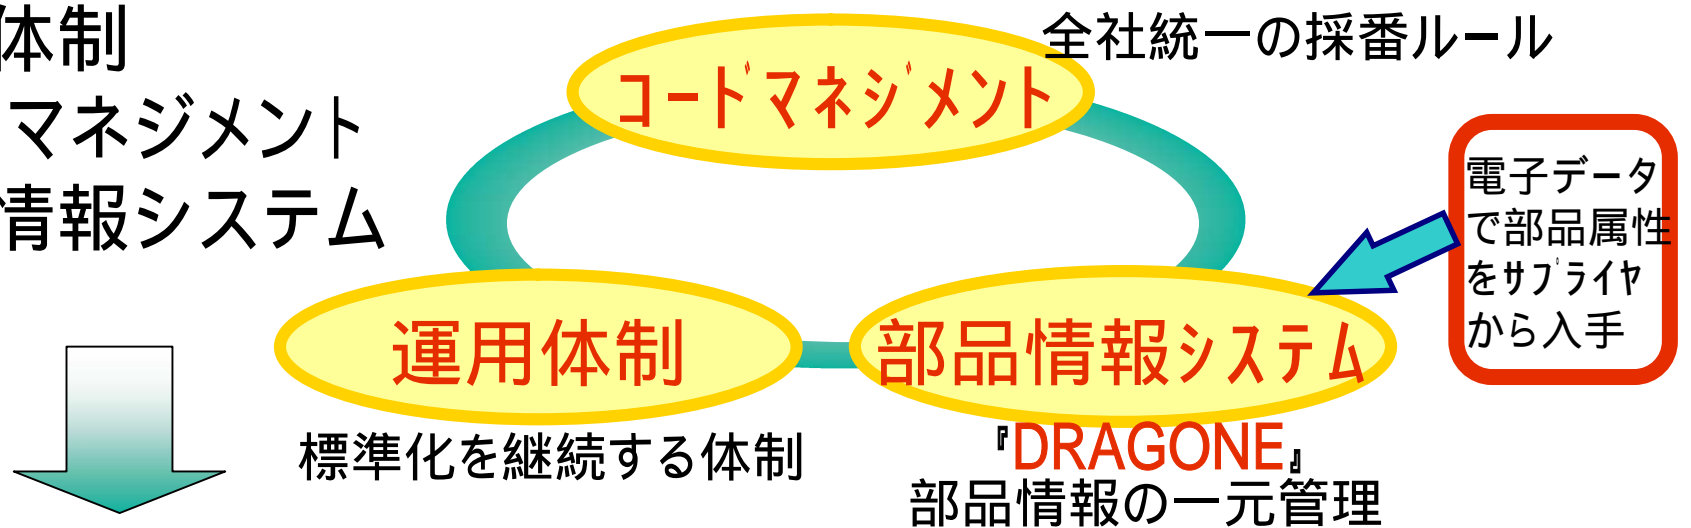 体制
マネジメント
情報システム
全社統一の採番ルール
ｺｰﾄﾞﾏﾈｼﾞﾒﾝﾄ
電子データ
で部品属性
をｻﾌﾟﾗｲﾔ
から入手
運用体制
標準化を継続する体制
部品情報ｼｽﾃﾑ
『DRAGONE』
部品情報の一元管理